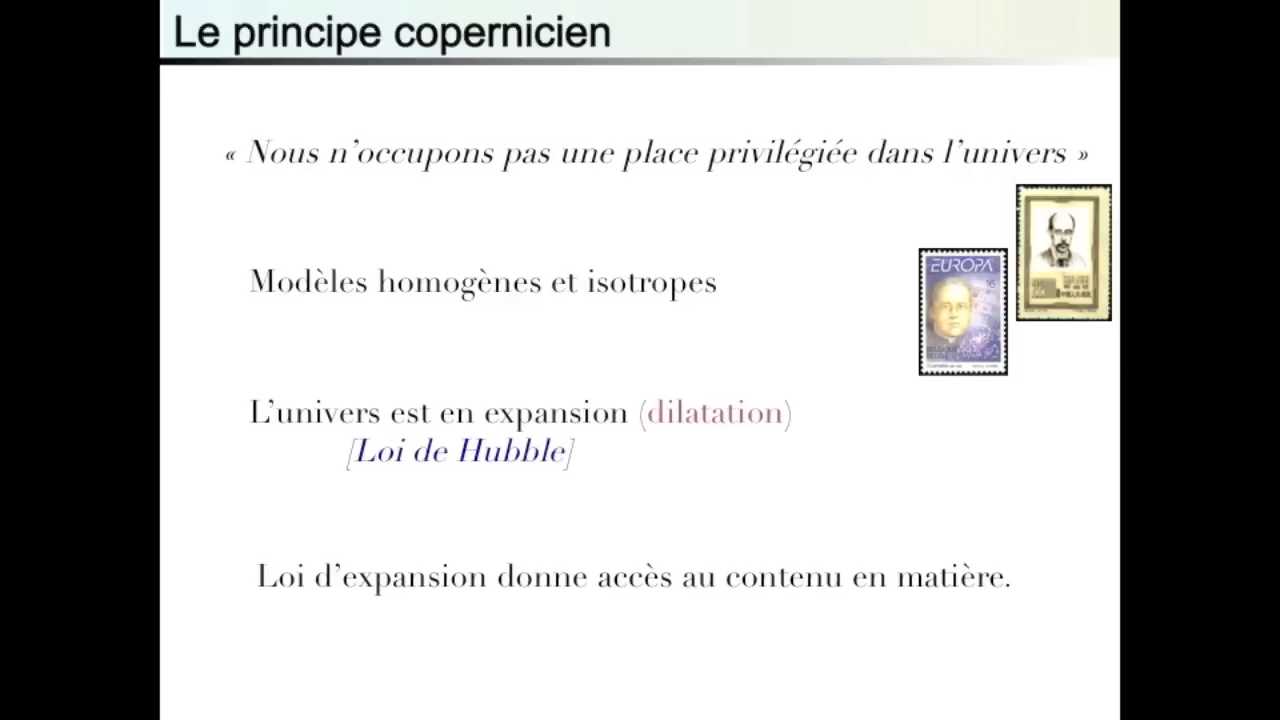 Le principe copernicien
« Nous n’occupons pas une place privilégiée dans l’univers »
Modèles homogènes et isotropes
EUROPA
L’univers est en expansion (dilatation)
[Loi de Hubble]
Loi d’expansion donne accès au contenu en matière.